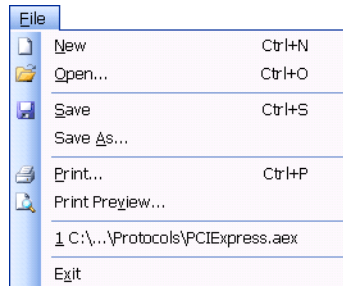 File
New Ctrl+N
Open... Ctrl+O
Save Ctrl+S
Save As...
Print... Ctrl+P
Print Preview...
1 C:\...\Protocols\PCIExpress.aex
Exit